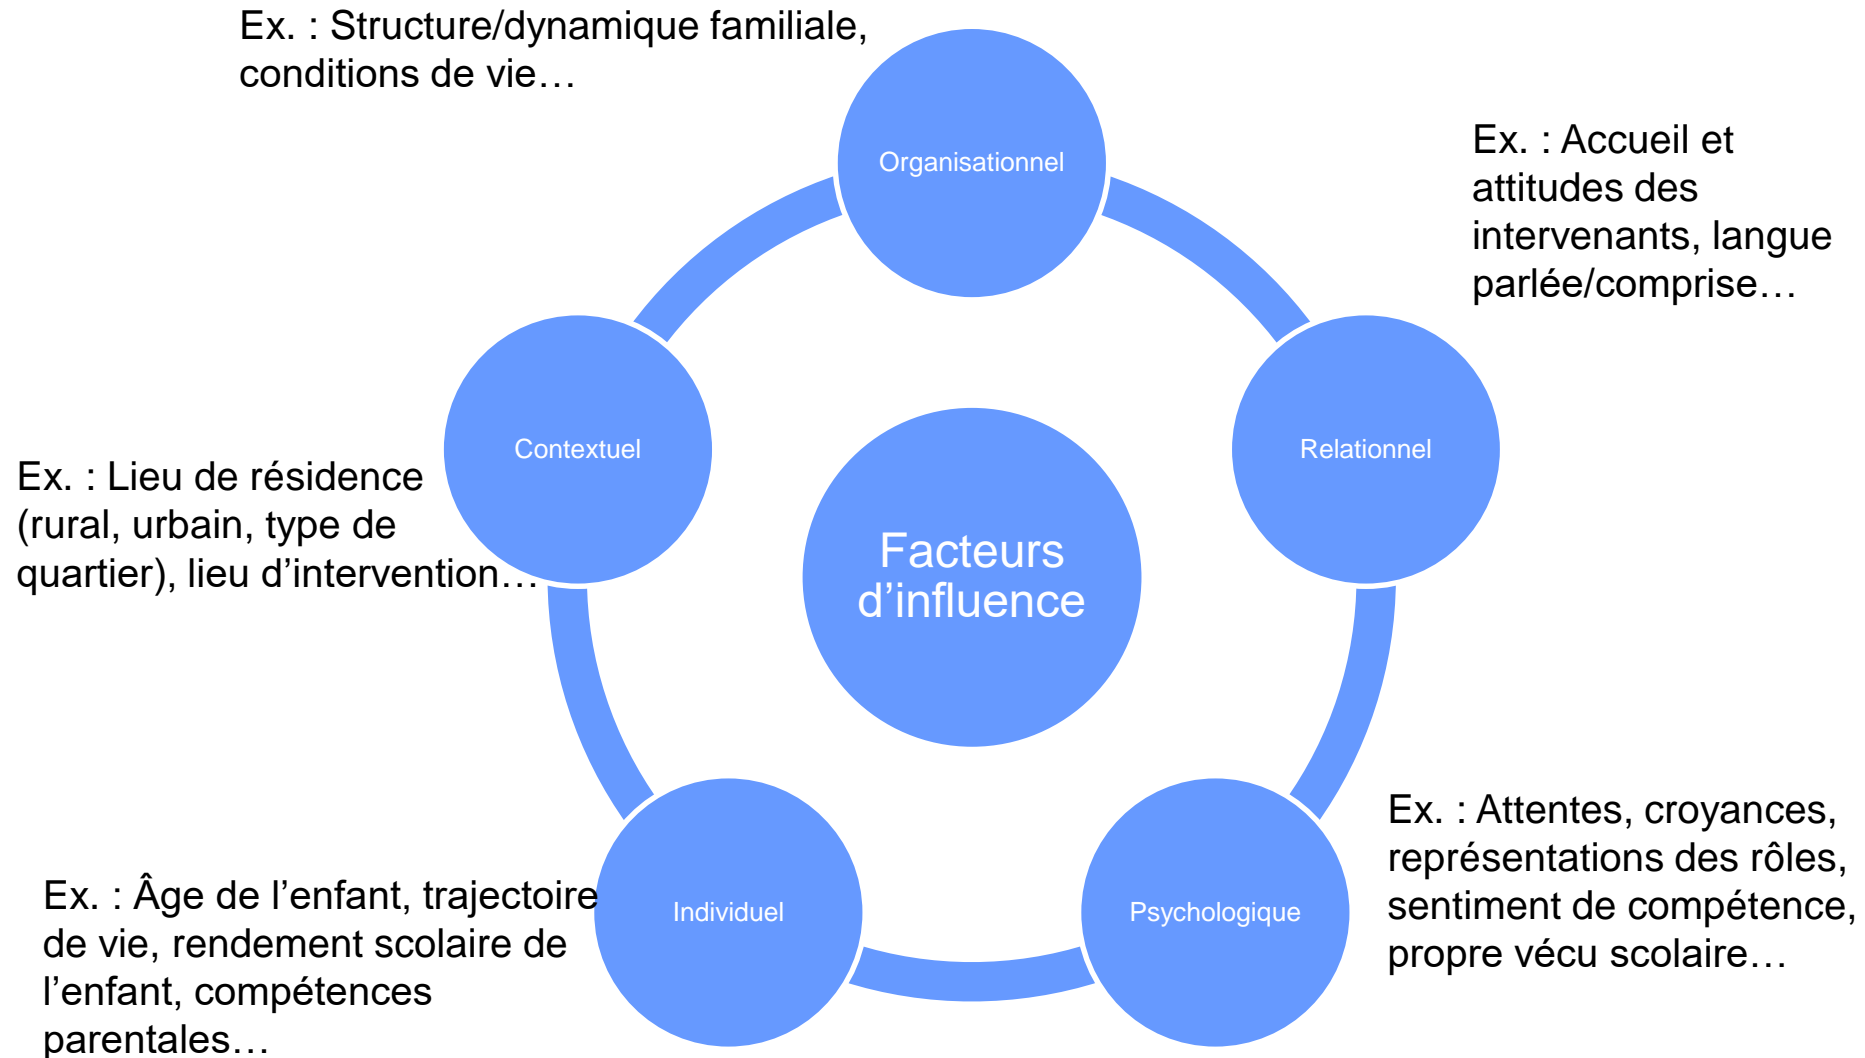 Ex. : Structure/dynamique familiale,
conditions de vie…
Organisationnel
Ex. : Accueil et
attitudes des
intervenants, langue
parlée/comprise…
Relationnel
Contextuel
Ex. : Lieu de résidence
(rural, urbain, type de
quartier), lieu d’intervention…
Facteurs
d’influence
Ex. : Attentes, croyances,
représentations des rôles,
sentiment de compétence,
propre vécu scolaire…
Psychologique
Individuel
Ex. : Âge de l’enfant, trajectoire
de vie, rendement scolaire de
l’enfant, compétences
parentales…